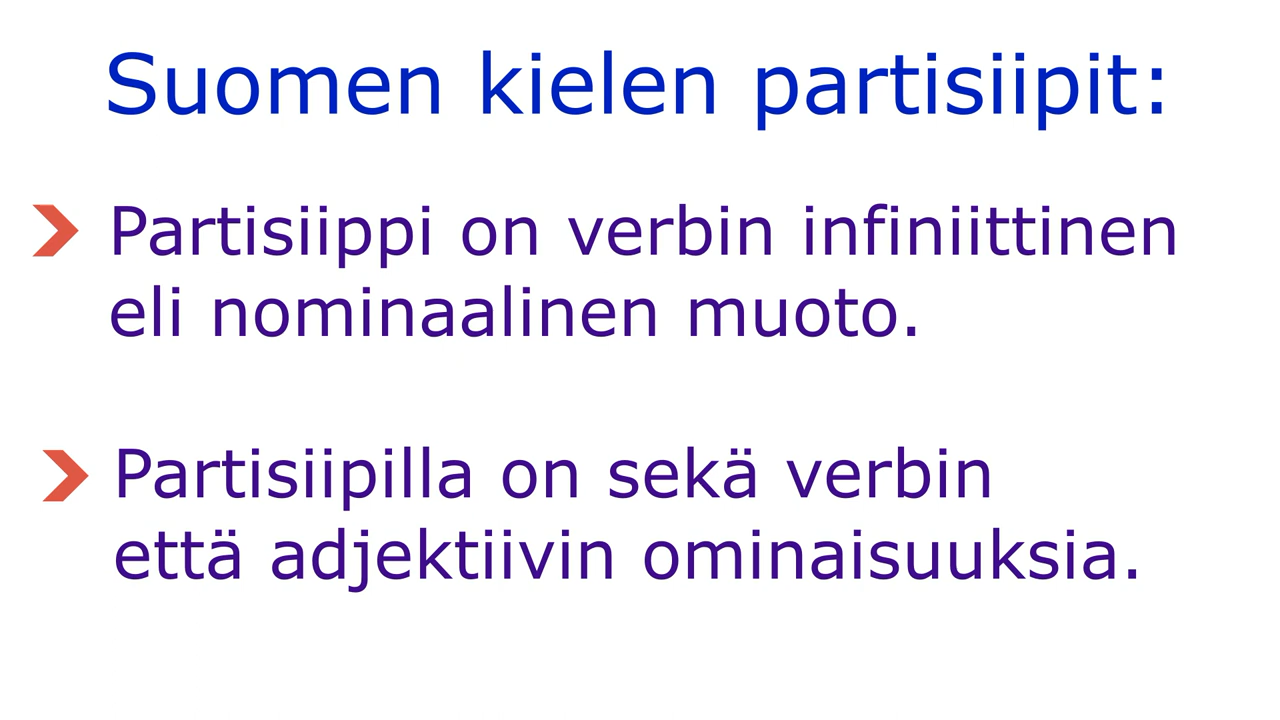 Suomen kielen partisiipit:
Partisiippi on verbin infiniittinen
eli nominaalinen muoto.
Partisiipilla on sekä verbin
että adjektiivin ominaisuuksia.